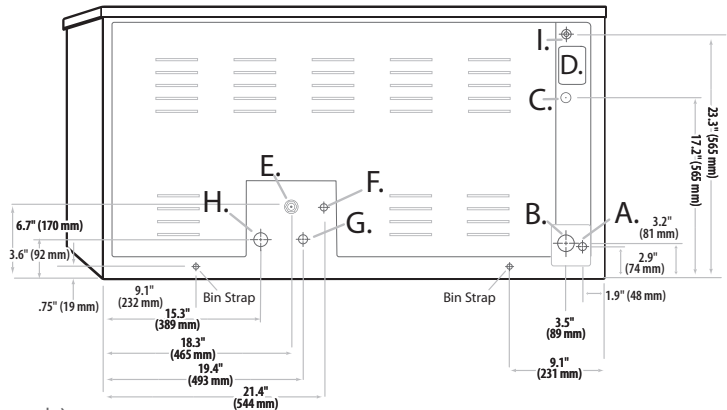 I.
D.
C.
23.3" (565 mm)
17.2" (565 mm)
E.
F.
H.
G.
B.
A.
6.7" (170 mm)
3.6" (92 mm)
3.2"
(81 mm)
2.9"
(74 mm)
.75" (19 mm)
9.1"
(232 mm)
Bin Strap
Bin Strap
1.9" (48 mm)
15.3"
(389 mm)
3.5"
(89 mm)
18.3"
(465 mm)
9.1"
(231 mm)
19.4"
(493 mm)
21.4"
(544 mm)